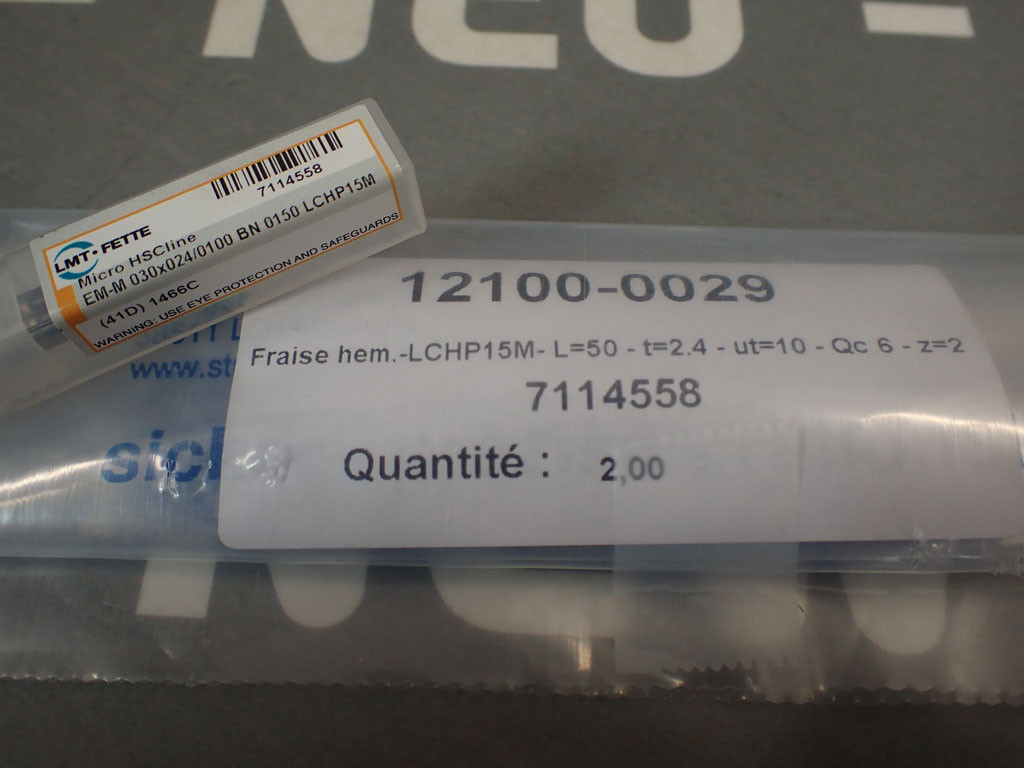 - NEU -
7114558
LMT • FETTE
Micro HSCline
EM-M 030x024/0100 BN 0150 LCHP15M
(41D) 1466C
WARNING: USE EYE PROTECTION AND SAFEGUARDS
www.st
sich
12100-0029
Fraise hem.-LCHP15M- L=50 - t=2.4 - ut=10 - Qc 6 - z=2
7114558
Quantité : 2,00